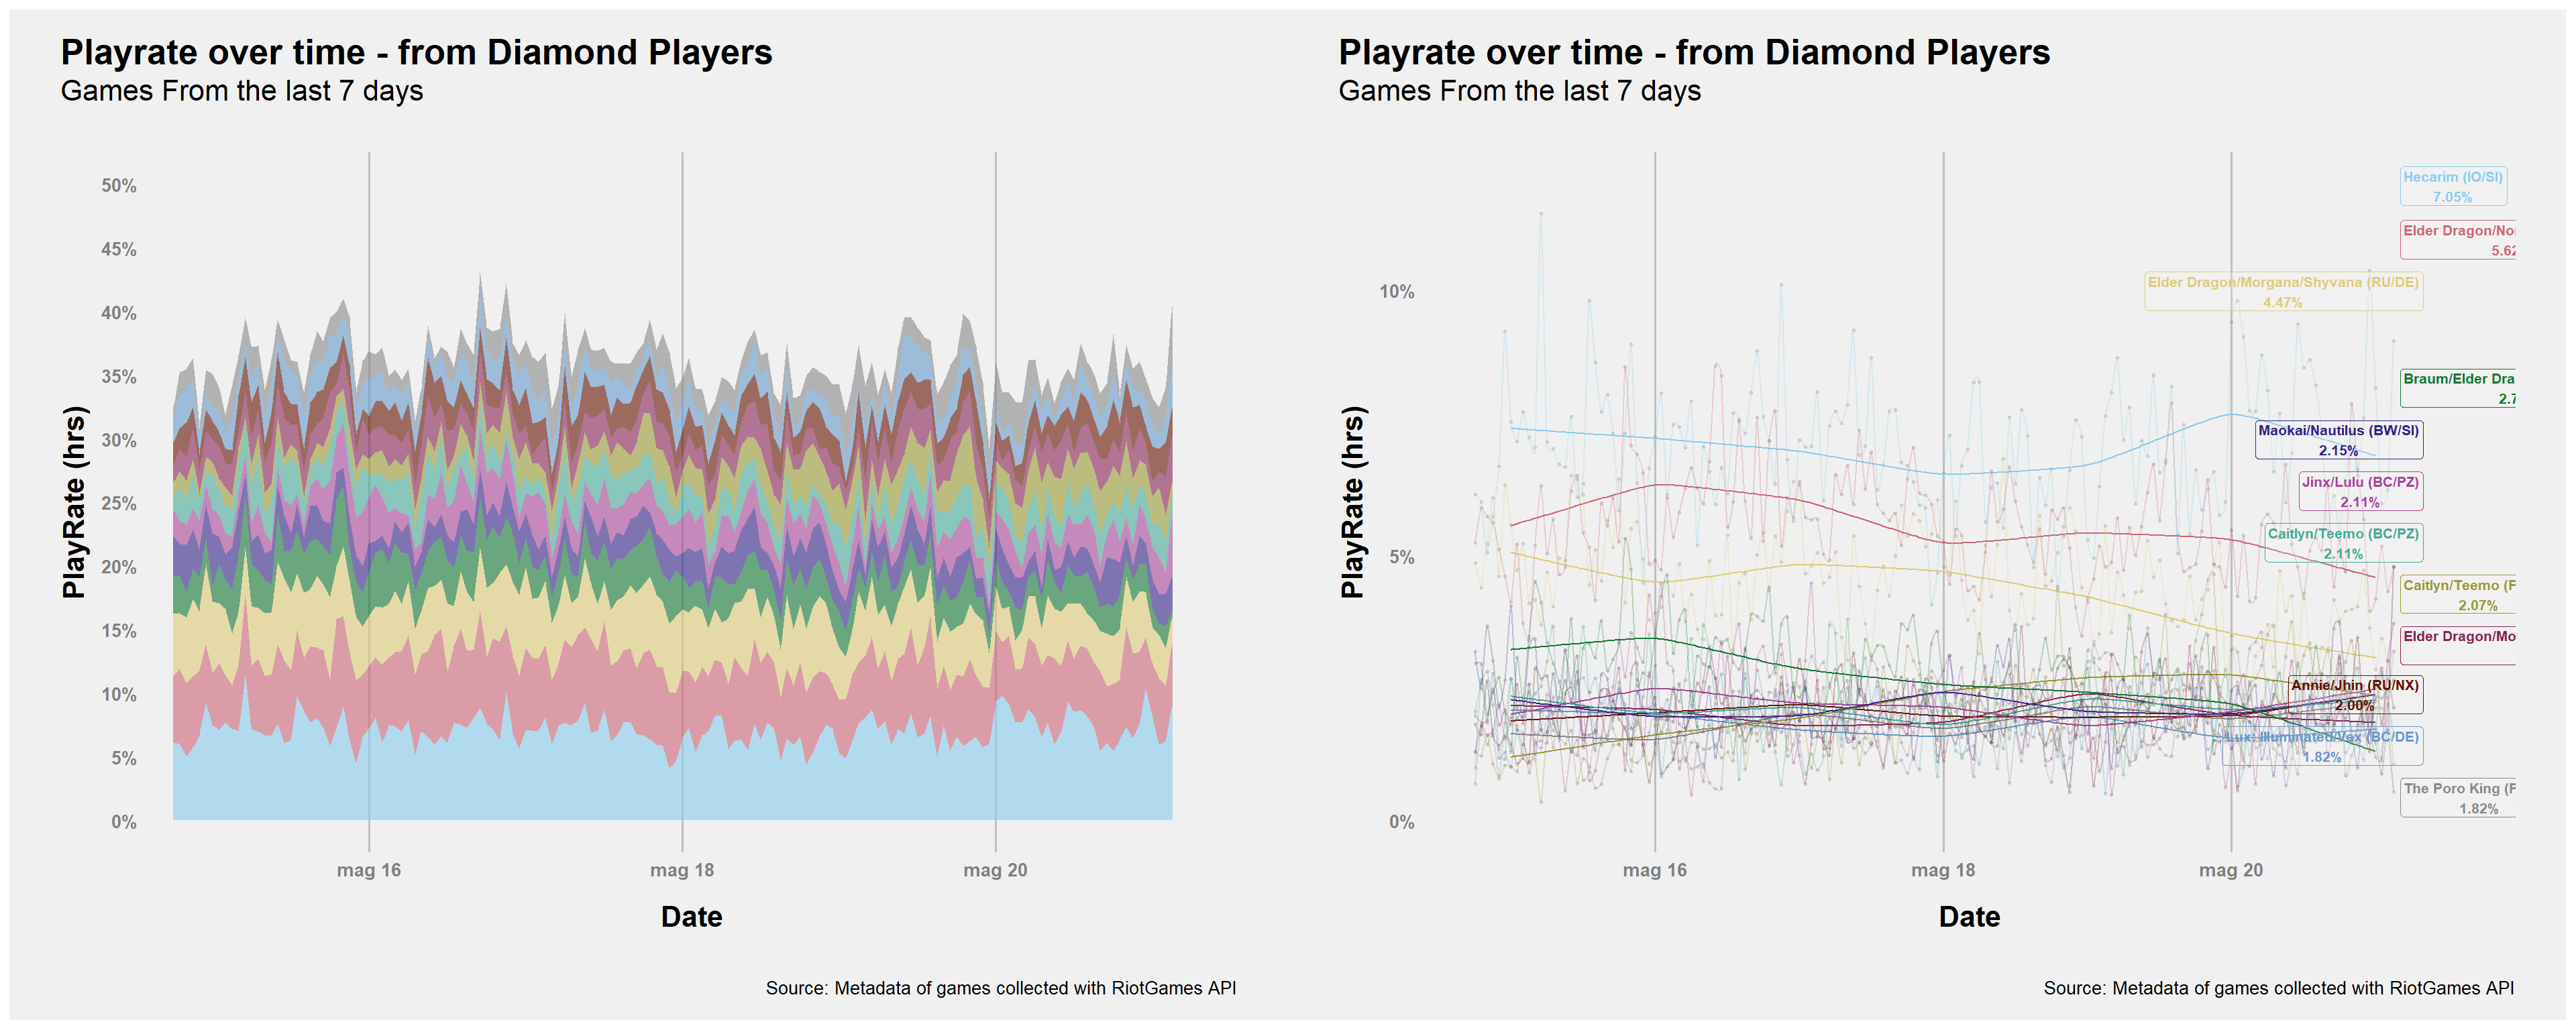 Playrate over time - from Diamond Players
Games From the last 7 days
50%
45%
40%
35%
30%
25%
20%
15%
10%
5%
0%
PlayRate (hrs)
mag 16
mag 18
mag 20
Date
Source: Metadata of games collected with RiotGames API
Playrate over time - from Diamond Players
Games From the last 7 days
10%
5%
0%
PlayRate (hrs)
Hecarim (IO/SI)
7.05%
Elder Dragon/No
5.62
Elder Dragon/Morgana/Shyvana (RU/DE)
4.47%
Braum/Elder Dra
2.7
Maokai/Nautilus (BW/SI)
2.15%
Jinx/Lulu (BC/PZ)
2.11%
Caitlyn/Teemo (BC/PZ)
2.11%
Caitlyn/Teemo (F
2.07%
Elder Dragon/Mo
Annie/Jhin (RU/NX)
2.00%
Lux: Illuminated/Vex (BC/DE)
1.82%
The Poro King (F
1.82%
mag 16
mag 18
mag 20
Date
Source: Metadata of games collected with RiotGames API